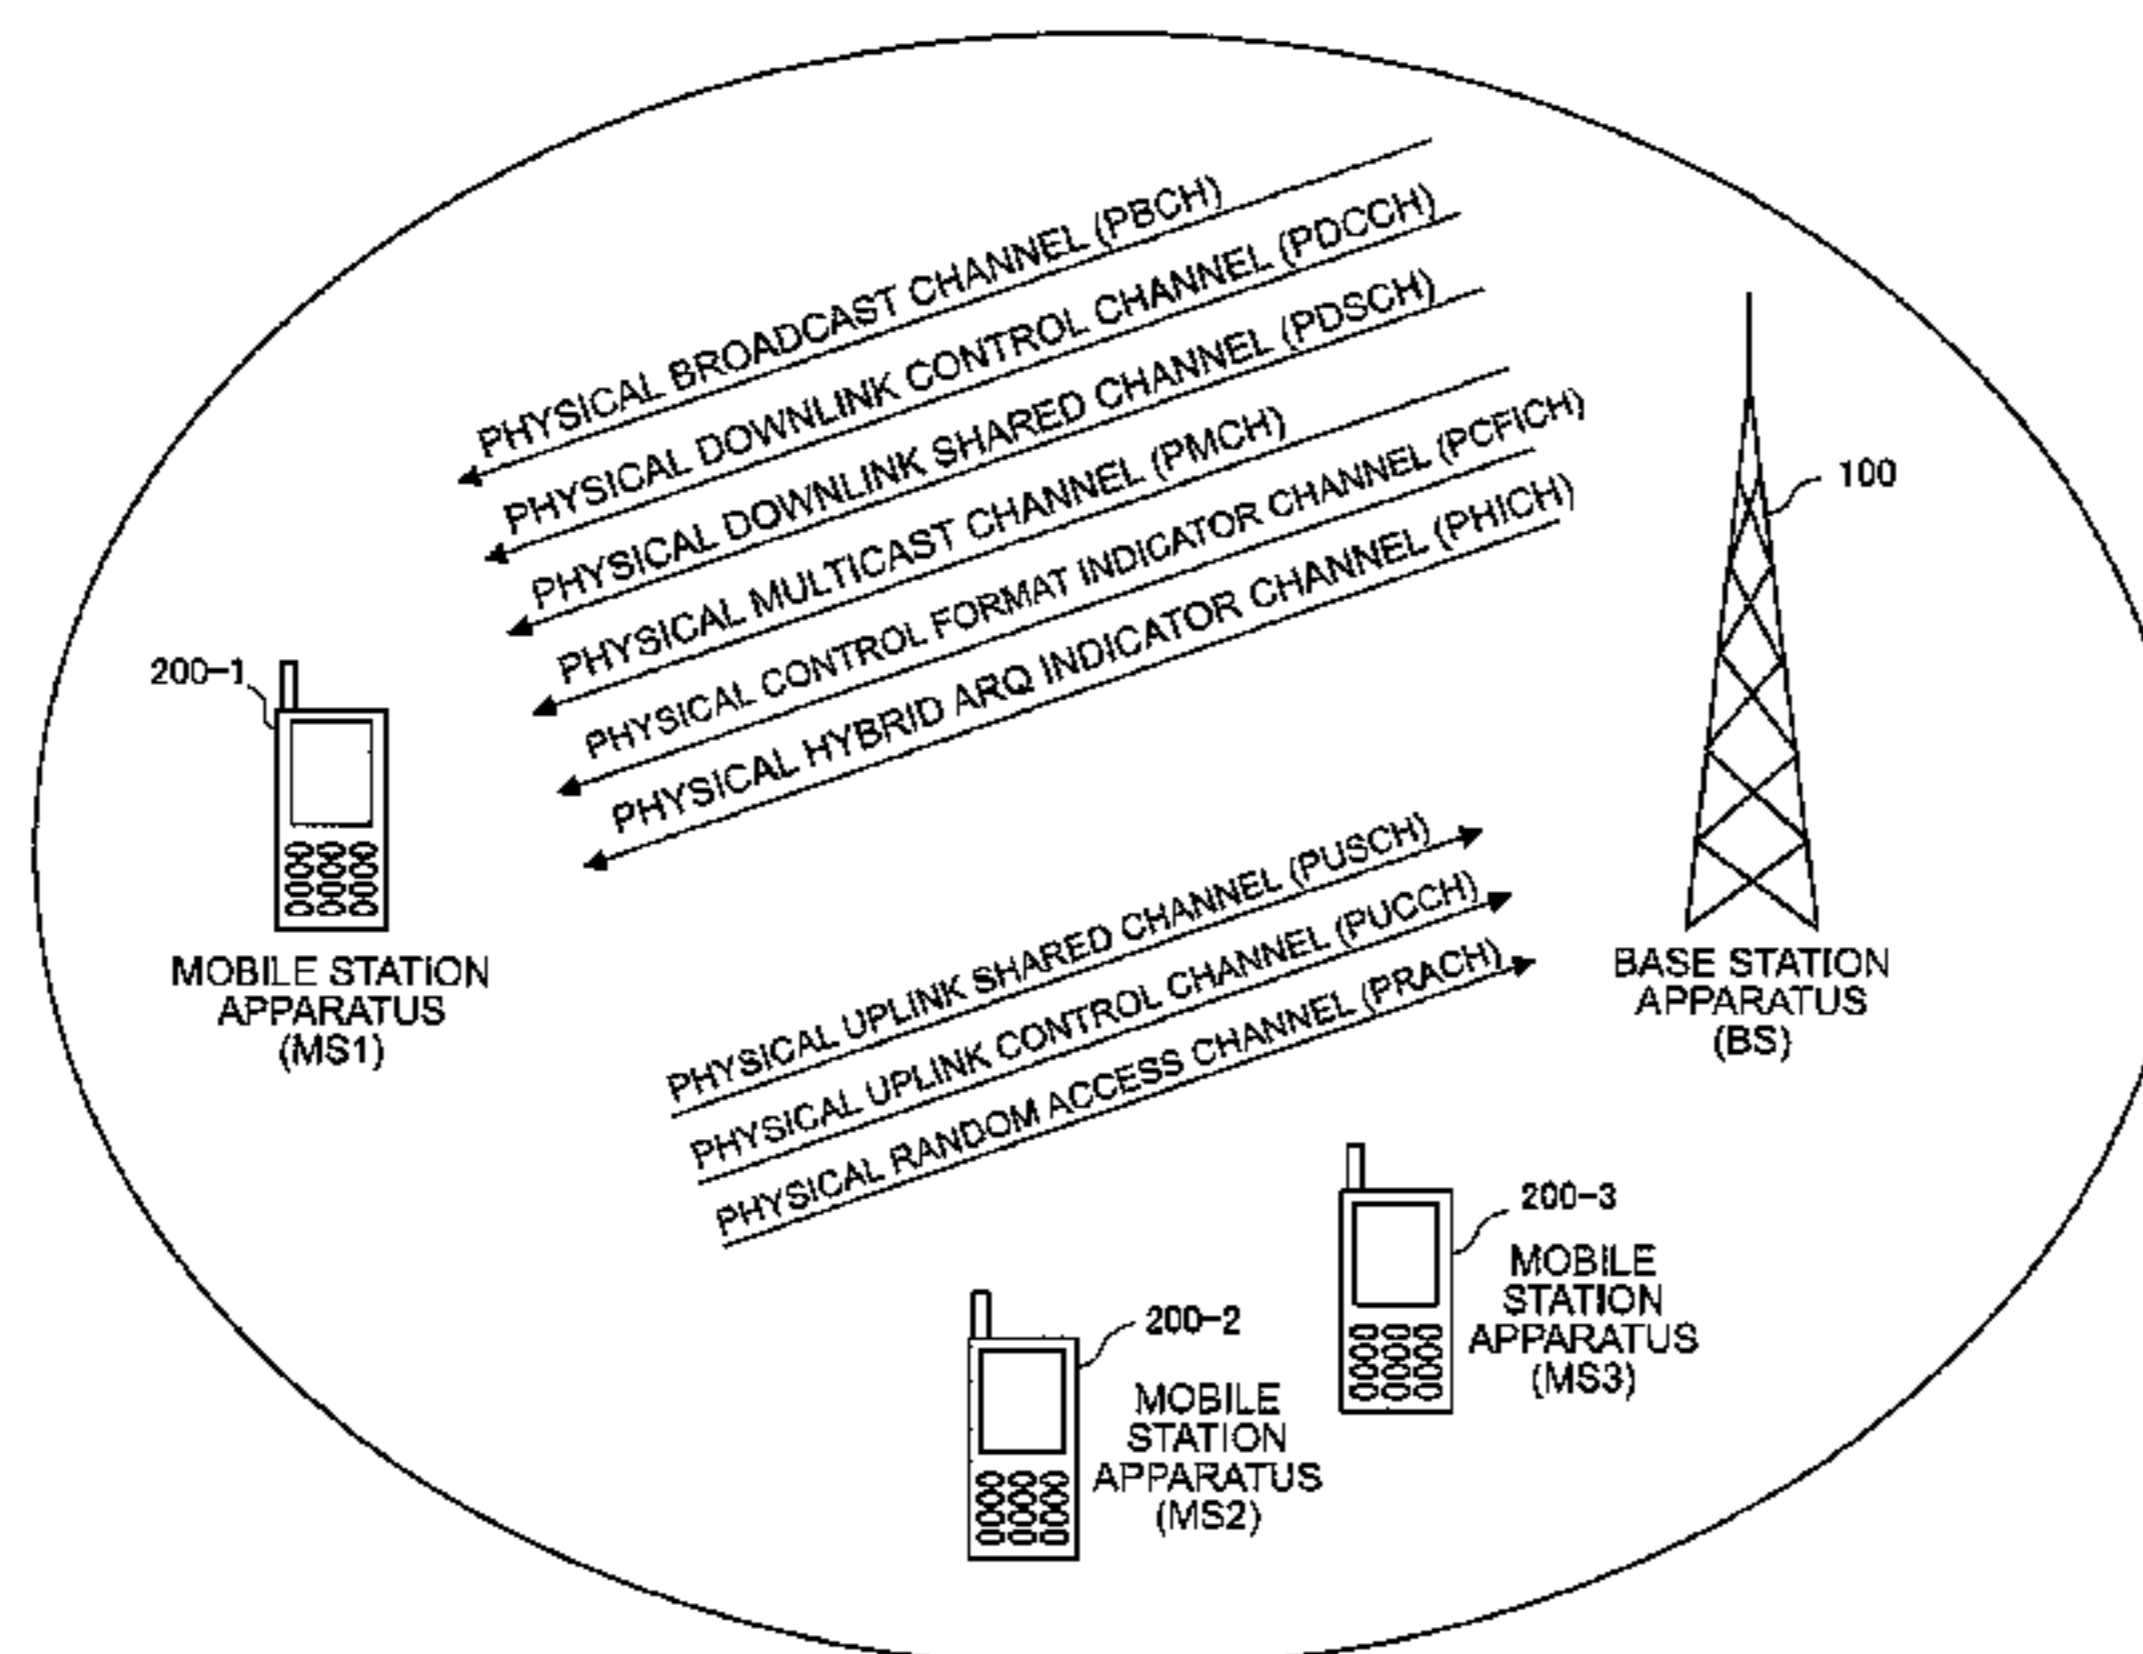 PHYSICAL BROADCAST CHANNEL (PBCH)
PHYSICAL DOWNLINK CONTROL CHANNEL (PDCCH)
PHYSICAL DOWNLINK SHARED CHANNEL (PDSCH)
PHYSICAL MULTICAST CHANNEL (PMCH)
PHYSICAL CONTROL FORMAT INDICATOR CHANNEL (PCFICH)
PHYSICAL HYBRID ARQ INDICATOR CHANNEL (PHICH)
100
200-1
MOBILE STATION
APPARATUS
(MS1)
PHYSICAL UPLINK SHARED CHANNEL (PUSCH)
PHYSICAL UPLINK CONTROL CHANNEL (PUCCH)
PHYSICAL RANDOM ACCESS CHANNEL (PRACH)
BASE STATION
APPARATUS
(BS)
200-3
MOBILE
STATION
APPARATUS
(MS3)
200-2
MOBILE
STATION
APPARATUS
(MS2)